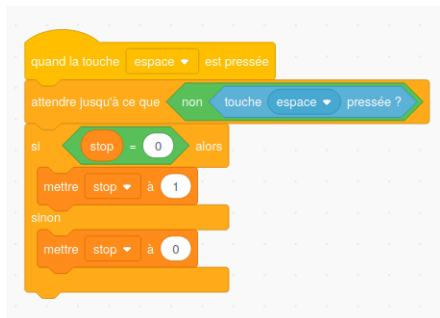 quand la touche espace est pressée
attendre jusqu'à ce que non touche espace pressée ?
si stop = 0 alors
mettre stop à 1
sinon
mettre stop à 0